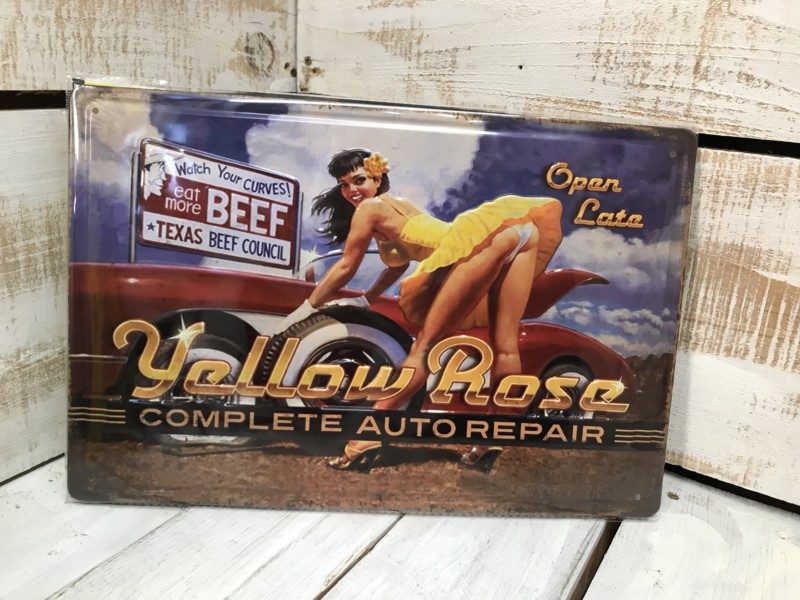 Watch Your CURVES!
eat more BEEF
★TEXAS BEEF COUNCIL
Open
Late
Yellow Rose
COMPLETE AUTO REPAIR